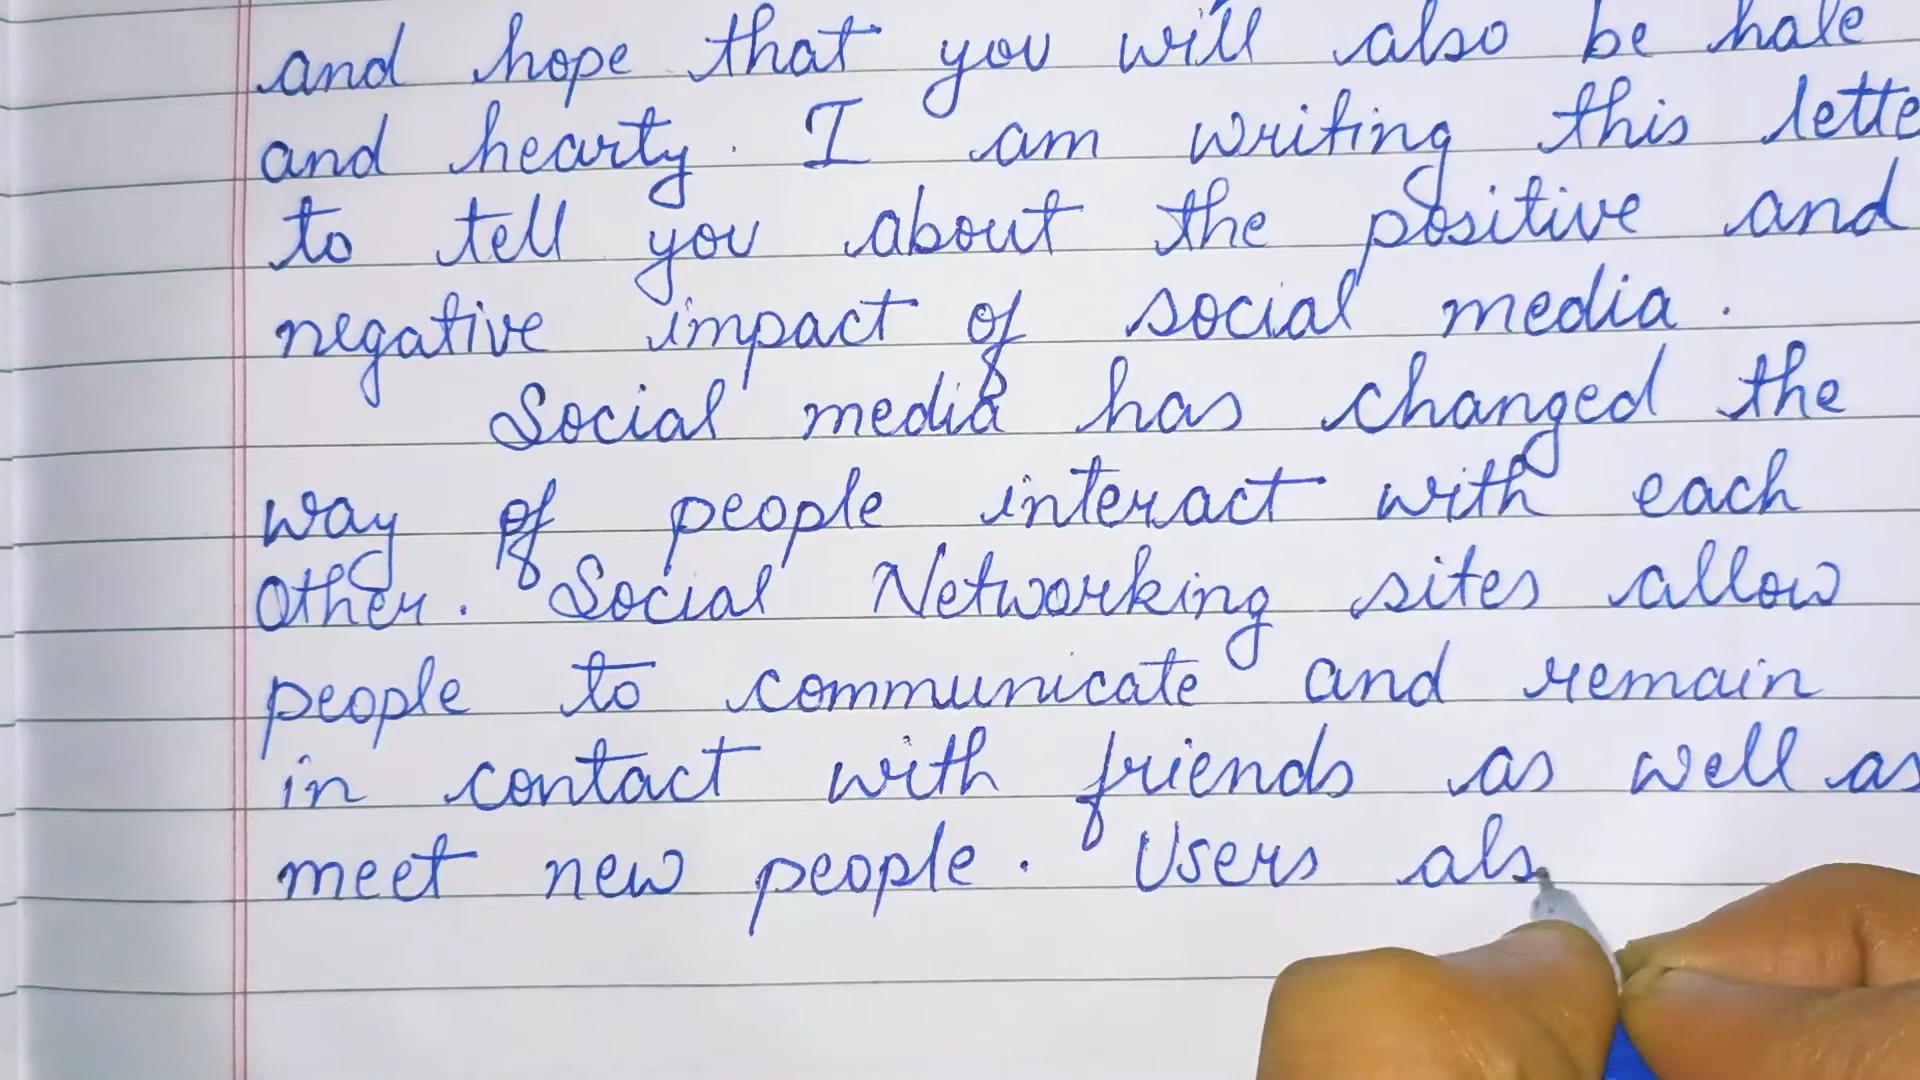 and hope that you will also be hale
and hearty. I am writing this lette
to tell you about the positive and
negative impact of social media.
Social media has changed the
way of people interact with each
other. Social Networking sites allow
people to communicate and remain
in contact with friends as well as
meet new people. Users als